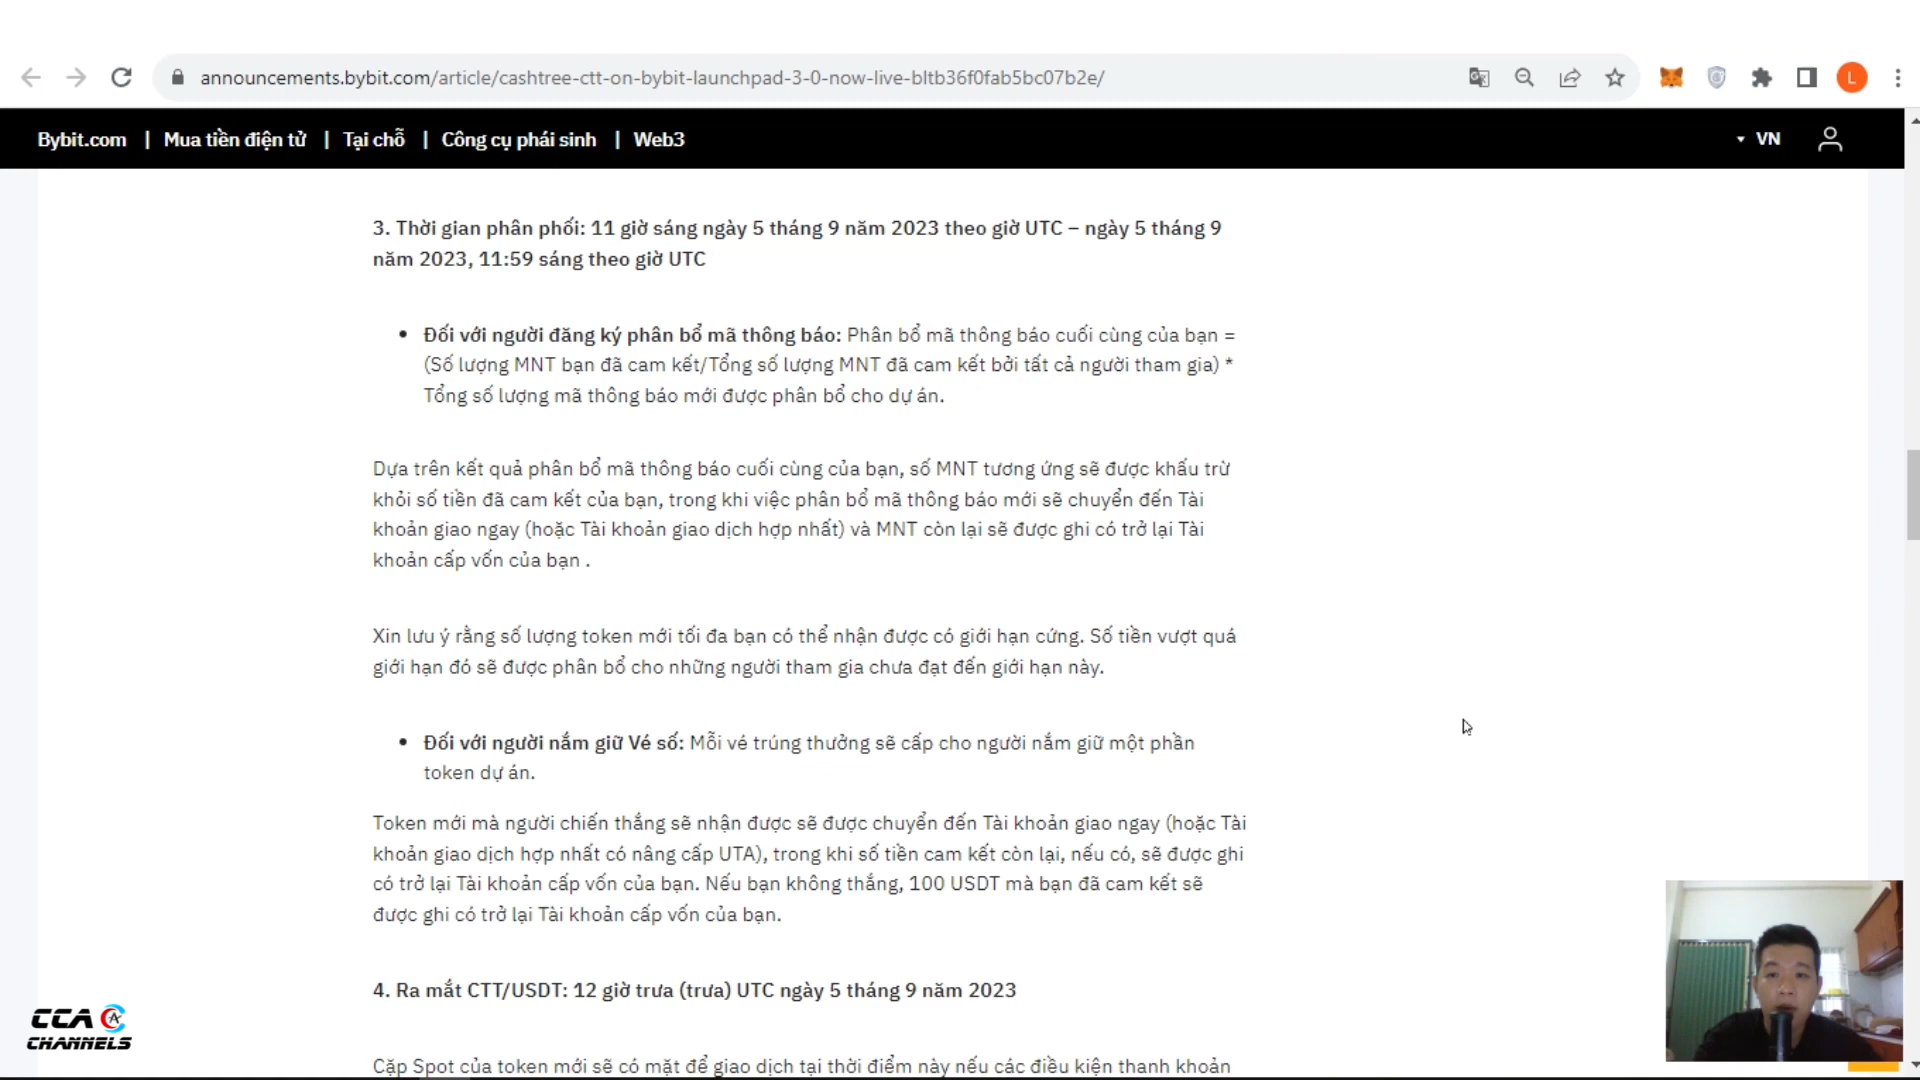 announcements.bybit.com/article/cashtree-ctt-on-bybit-launchpad-3-0-now-live-bltb36f0fab5bc07b2e/
L
Bybit.com | Mua tiền điện tử | Tại chỗ | Công cụ phái sinh | Web3
VN
3. Thời gian phân phối: 11 giờ sáng ngày 5 tháng 9 năm 2023 theo giờ UTC – ngày 5 tháng 9
năm 2023, 11:59 sáng theo giờ UTC
• Đối với người đăng ký phân bổ mã thông báo: Phân bổ mã thông báo cuối cùng của bạn =
(Số lượng MNT bạn đã cam kết/Tổng số lượng MNT đã cam kết bởi tất cả người tham gia) *
Tổng số lượng mã thông báo mới được phân bổ cho dự án.
Dựa trên kết quả phân bổ mã thông báo cuối cùng của bạn, số MNT tương ứng sẽ được khấu trừ
khỏi số tiền đã cam kết của bạn, trong khi việc phân bổ mã thông báo mới sẽ chuyển đến Tài
khoản giao ngay (hoặc Tài khoản giao dịch hợp nhất) và MNT còn lại sẽ được ghi có trở lại Tài
khoản cấp vốn của bạn .
Xin lưu ý rằng số lượng token mới tối đa bạn có thể nhận được có giới hạn cứng. Số tiền vượt quá
giới hạn đó sẽ được phân bổ cho những người tham gia chưa đạt đến giới hạn này.
• Đối với người nắm giữ Vé số: Mỗi vé trúng thưởng sẽ cấp cho người nắm giữ một phần
token dự án.
Token mới mà người chiến thắng sẽ nhận được sẽ được chuyển đến Tài khoản giao ngay (hoặc Tài
khoản giao dịch hợp nhất có nâng cấp UTA), trong khi số tiền cam kết còn lại, nếu có, sẽ được ghi
có trở lại Tài khoản cấp vốn của bạn. Nếu bạn không thắng, 100 USDT mà bạn đã cam kết sẽ
được ghi có trở lại Tài khoản cấp vốn của bạn.
4. Ra mắt CTT/USDT: 12 giờ trưa (trưa) UTC ngày 5 tháng 9 năm 2023
Cặp Spot của token mới sẽ có mặt để giao dịch tại thời điểm này nếu các điều kiện thanh khoản
CCA
CHANNELS